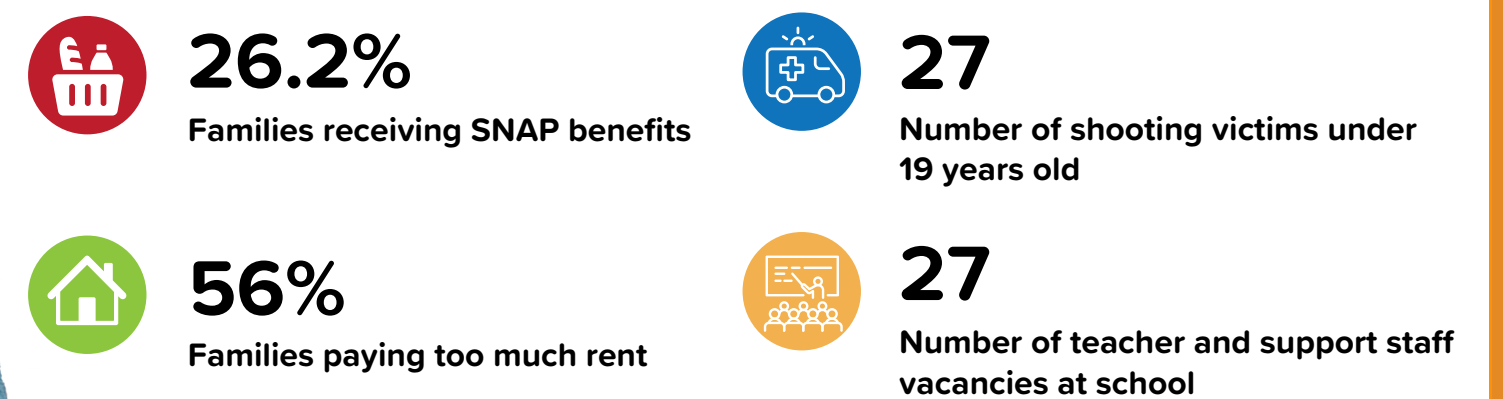 26.2%
Families receiving SNAP benefits
27
Number of shooting victims under
19 years old
56%
Families paying too much rent
27
Number of teacher and support staff
vacancies at school